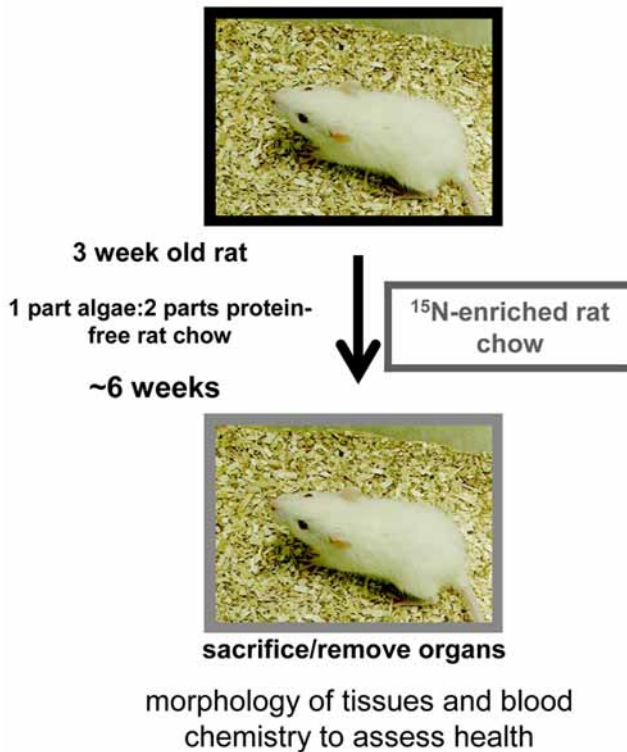 3 week old rat
1 part algae:2 parts protein-
free rat chow
¹⁵N-enriched rat
chow
~6 weeks
sacrifice/remove organs
morphology of tissues and blood
chemistry to assess health